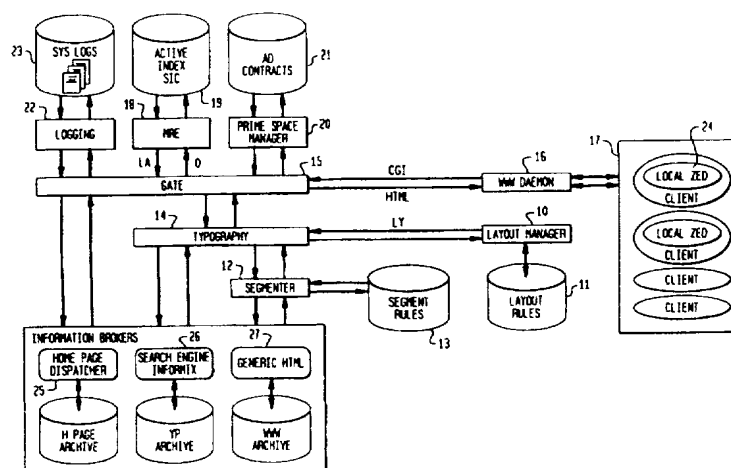 23
SYS LOGS
ACTIVE
INDEX
SIC
19
AD
CONTRACTS
21
22
LOGGING
18
MRE
PRIME SPACE
MANAGER
20
LA
O
15
GATE
CGI
HTML
16
WWW DAEMON
17
24
LOCAL ZED
CLIENT
LOCAL ZED
CLIENT
CLIENT
CLIENT
14
TYPOGRAPHY
LY
10
LAYOUT MANAGER
12
SEGMENTER
SEGMENT
RULES
13
LAYOUT
RULES
11
INFORMATION BROKERS
HOME PAGE
DISPATCHER
25
26
SEARCH ENGINE
INFORMIX
27
GENERIC HTML
H PAGE
ARCHIVE
YP
ARCHIVE
WWW
ARCHIVE